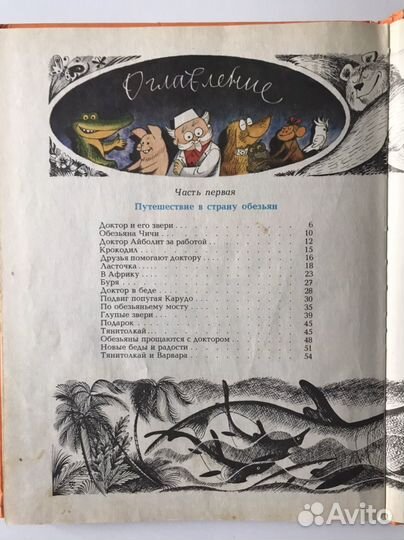 Оглавление
Часть первая
Путешествие в страну обезьян
Доктор и его звери . . . . . . . . . . . . . 6
Обезьяна Чичи . . . . . . . . . . . . . 10
Доктор Айболит за работой . . . . . . . . . . . . . 12
Крокодил . . . . . . . . . . . . . 15
Друзья помогают доктору . . . . . . . . . . . . . 16
Ласточка . . . . . . . . . . . . . 18
В Африку . . . . . . . . . . . . . 23
Буря . . . . . . . . . . . . . 27
Доктор в беде . . . . . . . . . . . . . 28
Подвиг попугая Карудо . . . . . . . . . . . . . 30
По обезьяньему мосту . . . . . . . . . . . . . 35
Глупые звери . . . . . . . . . . . . . 39
Подарок . . . . . . . . . . . . . 45
Тянитолкай . . . . . . . . . . . . . 45
Обезьяны прощаются с доктором . . . . . . . . . . . . . 48
Новые беды и радости . . . . . . . . . . . . . 51
Тянитолкай и Варвара . . . . . . . . . . . . . 54
Avito